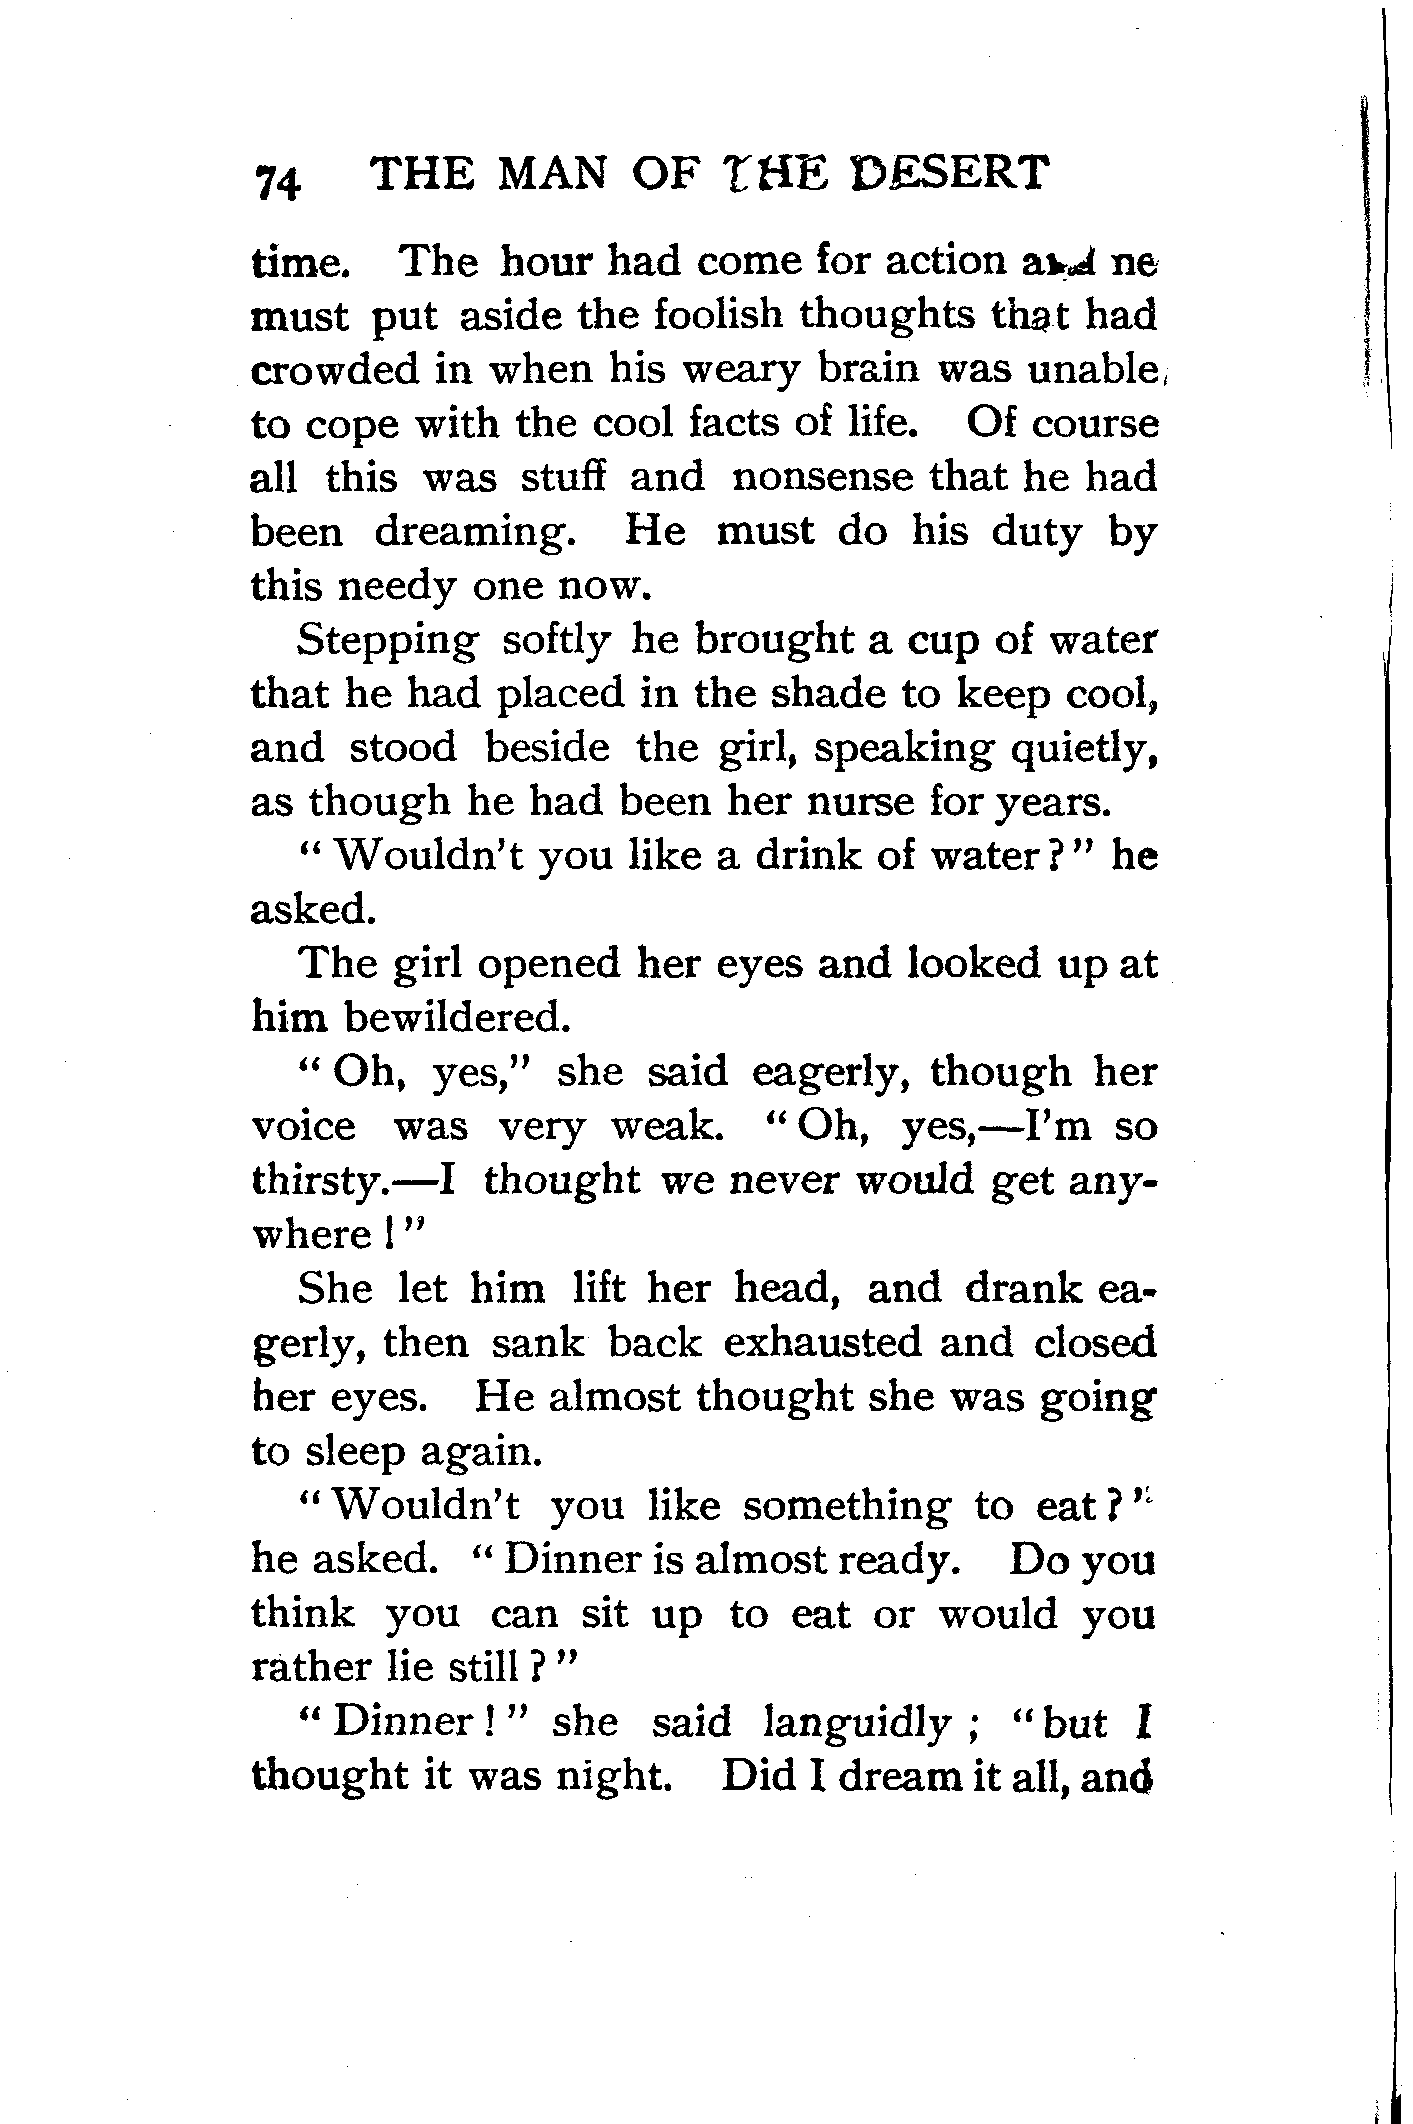 74 THE MAN OF THE DESERT
time. The hour had come for action and he
must put aside the foolish thoughts that had
crowded in when his weary brain was unable
to cope with the cool facts of life. Of course
all this was stuff and nonsense that he had
been dreaming. He must do his duty by
this needy one now.
Stepping softly he brought a cup of water
that he had placed in the shade to keep cool,
and stood beside the girl, speaking quietly,
as though he had been her nurse for years.
“ Wouldn't you like a drink of water ? ” he
asked.
The girl opened her eyes and looked up at
him bewildered.
“ Oh, yes,” she said eagerly, though her
voice was very weak. “ Oh, yes,—I'm so
thirsty.—I thought we never would get any-
where ! ”
She let him lift her head, and drank ea-
gerly, then sank back exhausted and closed
her eyes. He almost thought she was going
to sleep again.
“ Wouldn't you like something to eat ? ”
he asked. “ Dinner is almost ready. Do you
think you can sit up to eat or would you
rather lie still ? ”
“ Dinner ! ” she said languidly ; “ but I
thought it was night. Did I dream it all, and